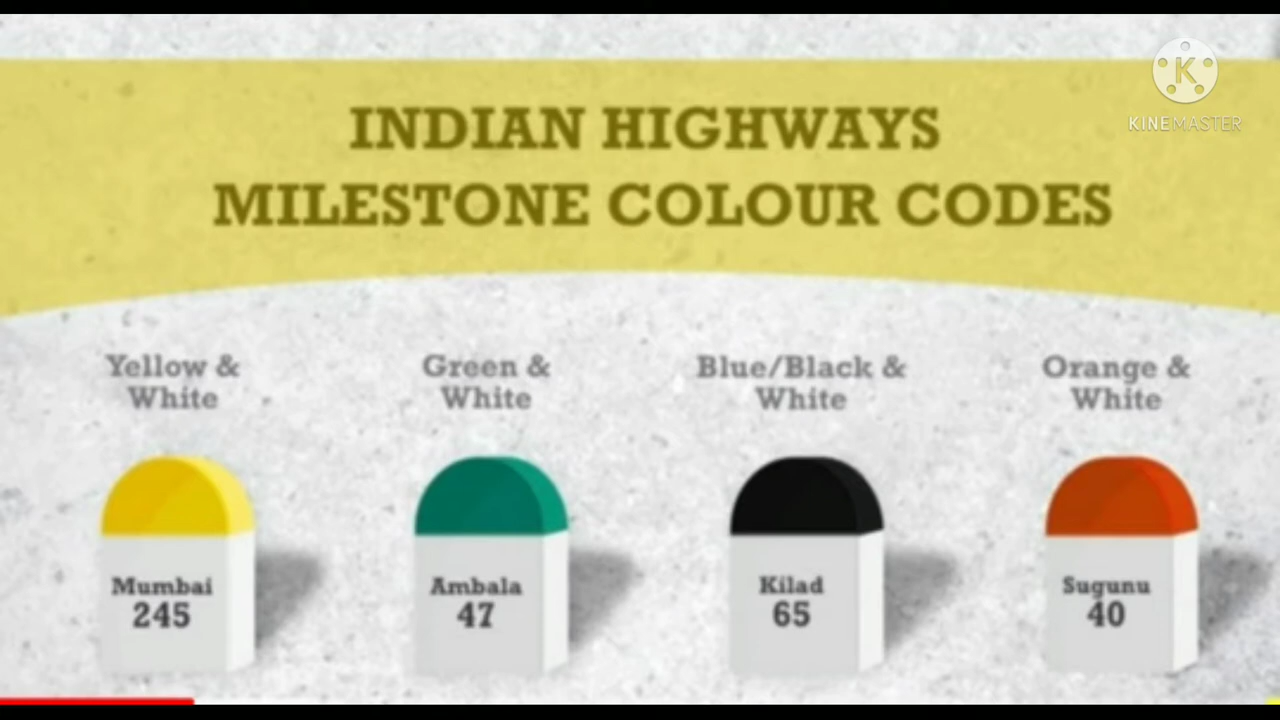 K
KINEMASTER
INDIAN HIGHWAYS
MILESTONE COLOUR CODES
Yellow &
White
Green &
White
Blue/Black &
White
Orange &
White
Mumbai
245
Ambala
47
Kilad
65
Sugunu
40